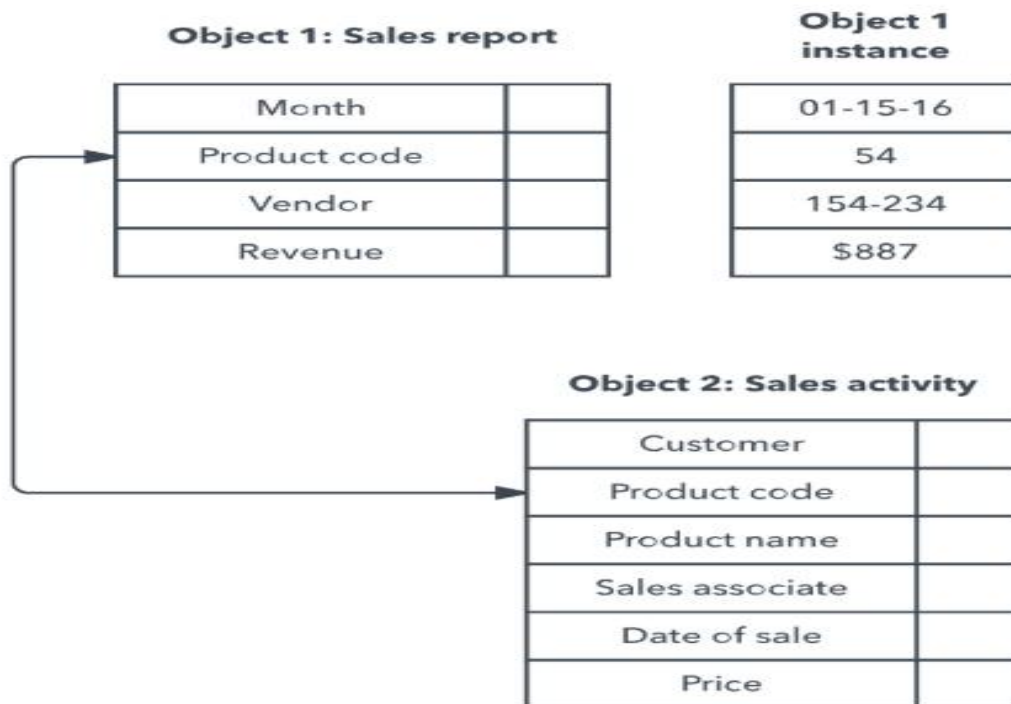 Object 1: Sales report
Month
Product code
Vendor
Revenue
Object 1
instance
01-15-16
54
154-234
$887
Object 2: Sales activity
Customer
Product code
Product name
Sales associate
Date of sale
Price